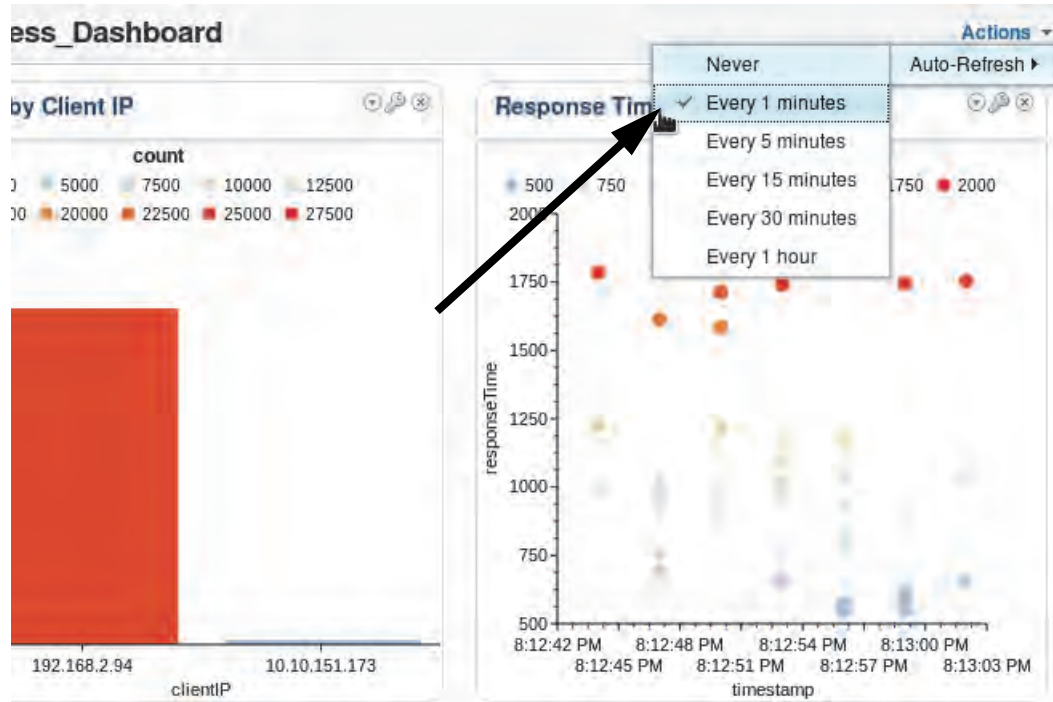 ess_Dashboard
Actions
Never
Auto-Refresh
Every 1 minutes
Every 5 minutes
Every 15 minutes
Every 30 minutes
Every 1 hour
by Client IP
count
5000 7500 10000 12500
20000 22500 25000 27500
192.168.2.94 10.10.151.173
clientIP
Response Tim
500 750 1750 2000
2000
1750
1500
1250
1000
750
500
responseTime
8:12:42 PM 8:12:48 PM 8:12:54 PM 8:13:00 PM
8:12:45 PM 8:12:51 PM 8:12:57 PM 8:13:03 PM
timestamp